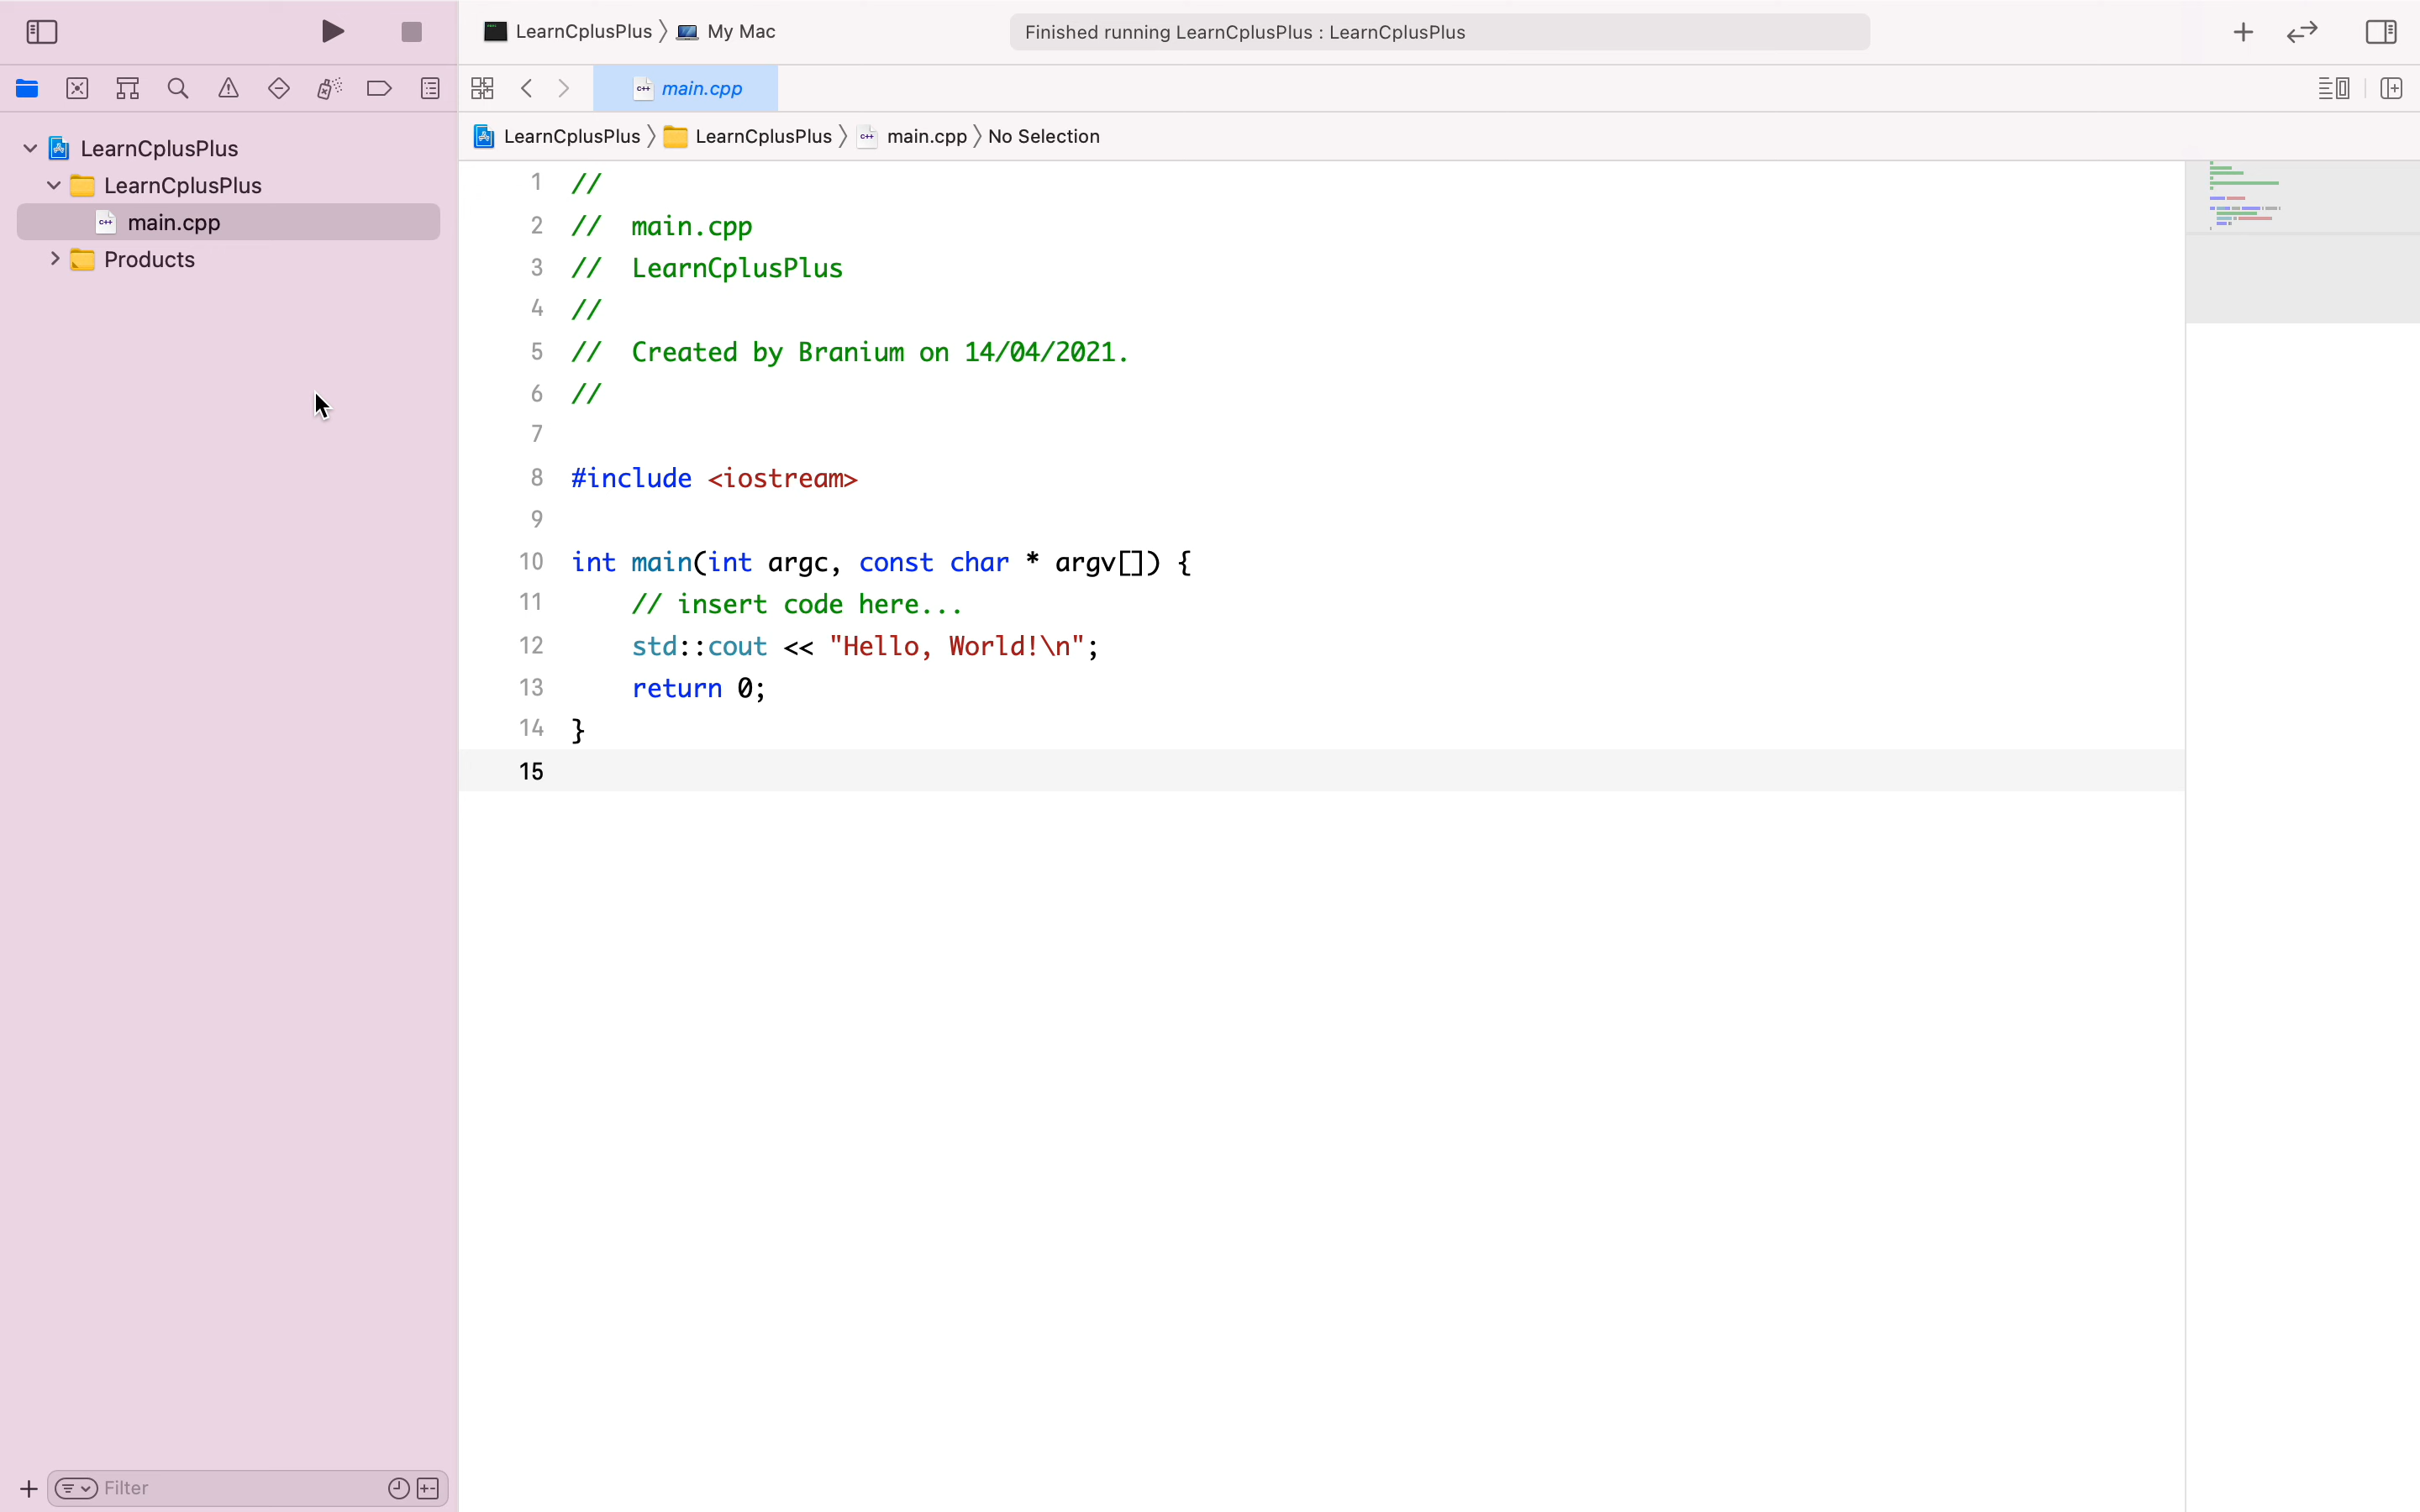 LearnCplusPlus My Mac
Finished running LearnCplusPlus : LearnCplusPlus
main.cpp
LearnCplusPlus LearnCplusPlus main.cpp No Selection
LearnCplusPlus
LearnCplusPlus
main.cpp
Products
1 //
2 // main.cpp
3 // LearnCplusPlus
4 //
5 // Created by Branium on 14/04/2021.
6 //
7
8 #include <iostream>
9
10 int main(int argc, const char * argv[]) {
11 // insert code here...
12 std::cout << "Hello, World!\n";
13 return 0;
14 }
15
Filter